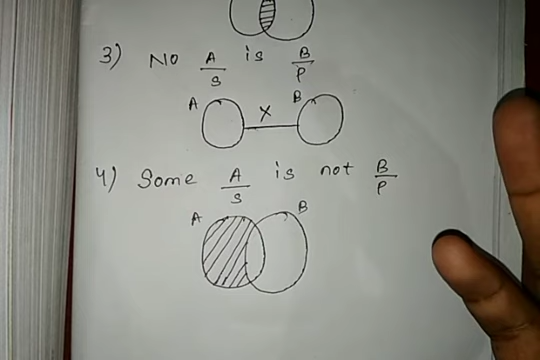 3) No A/S is B/P
A X B
4) Some A/S is not B/P
A B